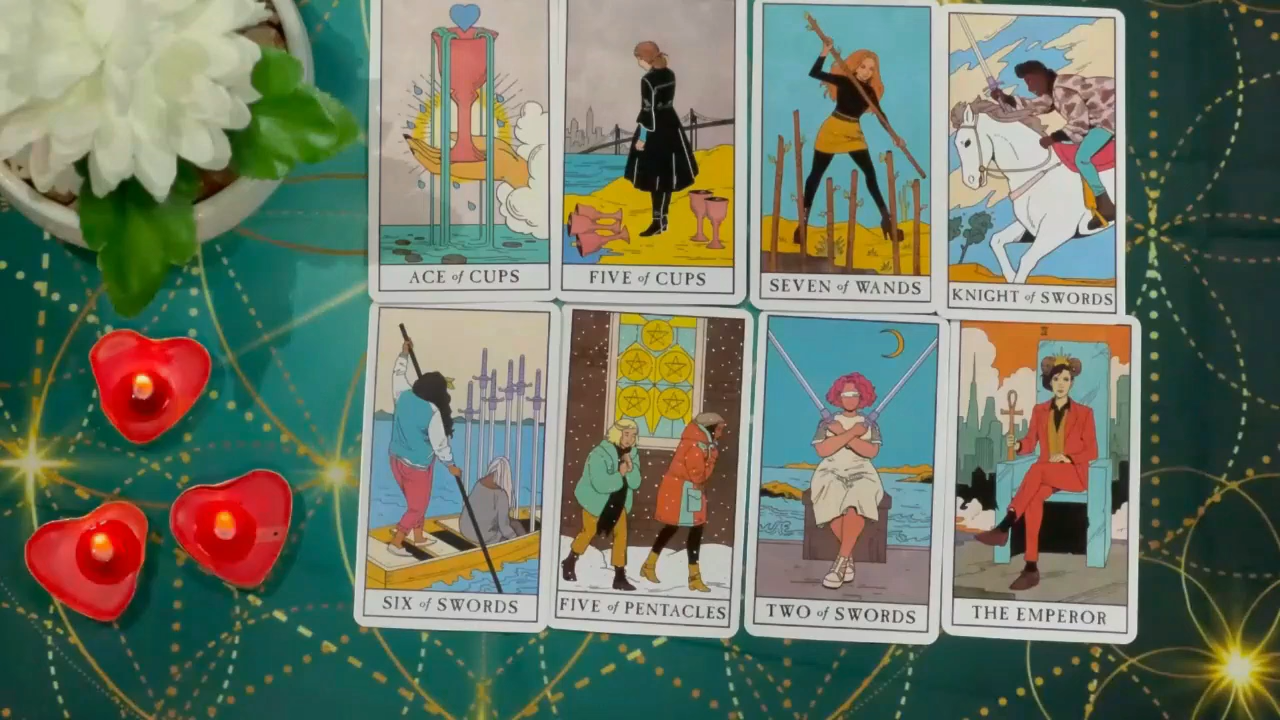 ACE of CUPS
FIVE of CUPS
SEVEN of WANDS
KNIGHT of SWORDS
SIX of SWORDS
FIVE of PENTACLES
TWO of SWORDS
IV
THE EMPEROR